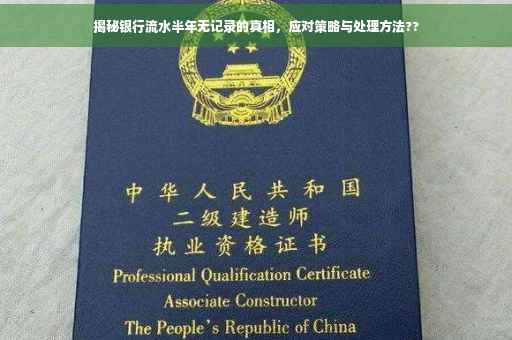 揭秘银行流水半年无记录的真相，应对策略与处理方法??
中华人民共和国
二级建造师
执业资格证书
Professional Qualification Certificate
Associate Constructor
The People's Republic of China